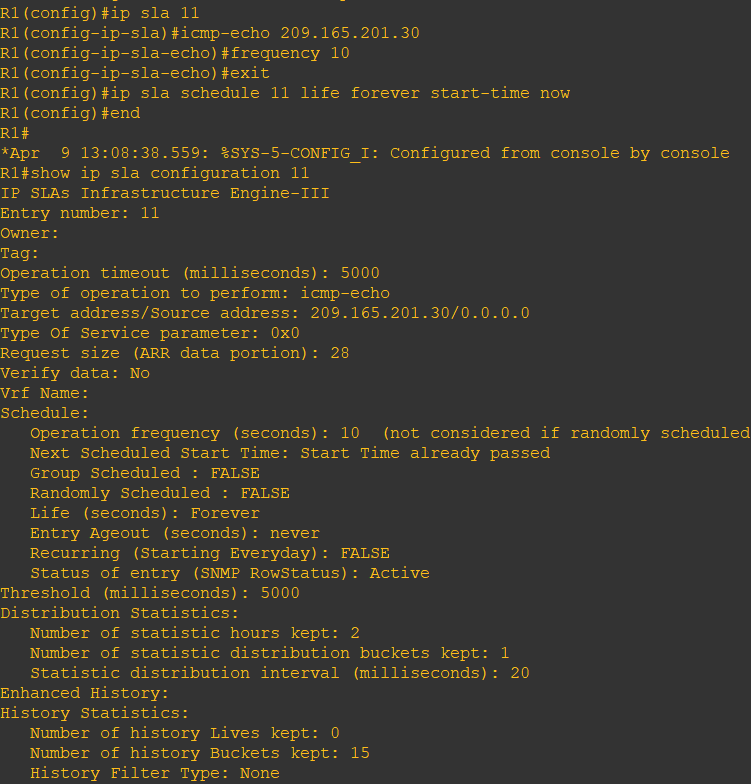 R1(config)#ip sla 11
R1(config-ip-sla)#icmp-echo 209.165.201.30
R1(config-ip-sla-echo)#frequency 10
R1(config-ip-sla-echo)#exit
R1(config)#ip sla schedule 11 life forever start-time now
R1(config)#end
R1#
*Apr  9 13:08:38.559: %SYS-5-CONFIG_I: Configured from console by console
R1#show ip sla configuration 11
IP SLAs Infrastructure Engine-III
Entry number: 11
Owner:
Tag:
Operation timeout (milliseconds): 5000
Type of operation to perform: icmp-echo
Target address/Source address: 209.165.201.30/0.0.0.0
Type Of Service parameter: 0x0
Request size (ARR data portion): 28
Verify data: No
Vrf Name:
Schedule:
   Operation frequency (seconds): 10  (not considered if randomly scheduled
   Next Scheduled Start Time: Start Time already passed
   Group Scheduled : FALSE
   Randomly Scheduled : FALSE
   Life (seconds): Forever
   Entry Ageout (seconds): never
   Recurring (Starting Everyday): FALSE
   Status of entry (SNMP RowStatus): Active
Threshold (milliseconds): 5000
Distribution Statistics:
   Number of statistic hours kept: 2
   Number of statistic distribution buckets kept: 1
   Statistic distribution interval (milliseconds): 20
Enhanced History:
History Statistics:
   Number of history Lives kept: 0
   Number of history Buckets kept: 15
   History Filter Type: None